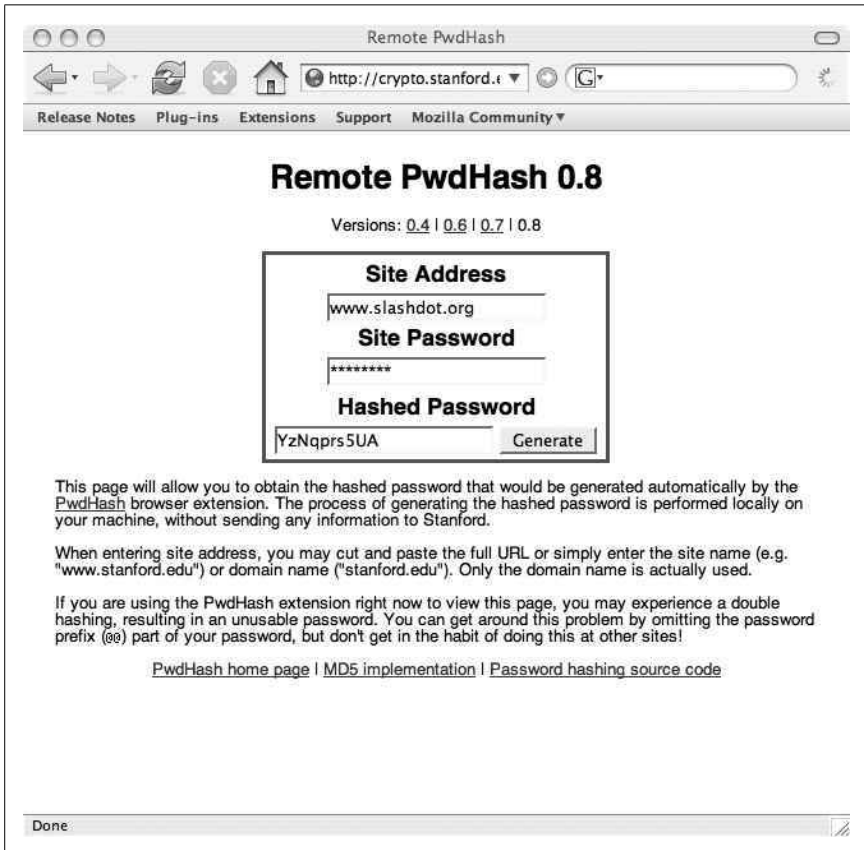 Remote PwdHash
http://crypto.stanford.e
G
Release Notes Plug-ins Extensions Support Mozilla Community
Remote PwdHash 0.8
Versions: 0.4 | 0.6 | 0.7 | 0.8
Site Address
www.slashdot.org
Site Password
********
Hashed Password
YzNqprs5UA Generate
This page will allow you to obtain the hashed password that would be generated automatically by the
PwdHash browser extension. The process of generating the hashed password is performed locally on
your machine, without sending any information to Stanford.
When entering site address, you may cut and paste the full URL or simply enter the site name (e.g.
"www.stanford.edu") or domain name ("stanford.edu"). Only the domain name is actually used.
If you are using the PwdHash extension right now to view this page, you may experience a double
hashing, resulting in an unusable password. You can get around this problem by omitting the password
prefix (@@) part of your password, but don't get in the habit of doing this at other sites!
PwdHash home page | MD5 implementation | Password hashing source code
Done